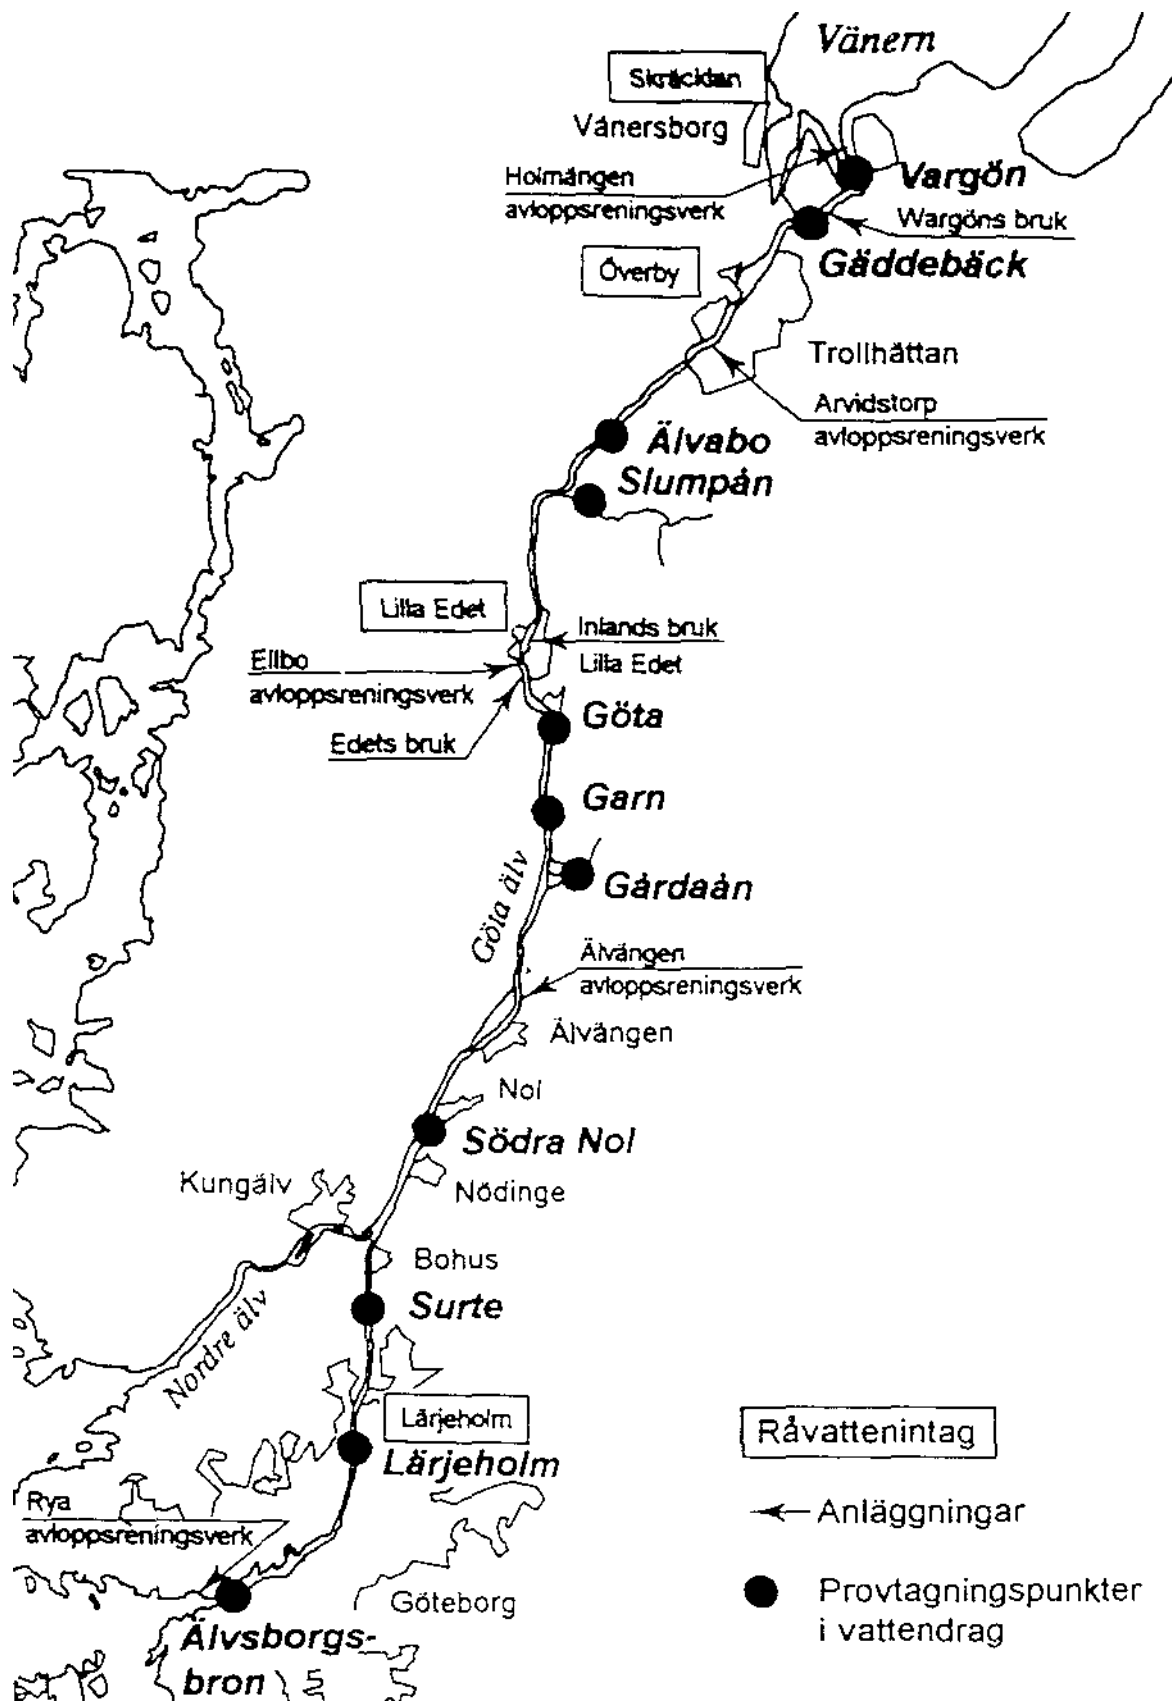 Vänern
Skräcklan
Vänersborg
Holmängen
avloppsreningsverk
Vargön
Wargöns bruk
Gäddebäck
Överby
Trollhättan
Arvidstorp
avloppsreningsverk
Älvabo
Slumpån
Lilla Edet
Inlands bruk
Lilla Edet
Ellbo
avloppsreningsverk
Göta
Edets bruk
Garn
Gårdaån
Göta älv
Älvängen
avloppsreningsverk
Älvängen
Nol
Södra Nol
Kungälv
Nödinge
Bohus
Surte
Nordre älv
Lärjeholm
Lärjeholm
Råvattenintag
Rya
avloppsreningsverk
Anläggningar
Göteborg
Provtagningspunkter
i vattendrag
Älvsborgs-
bron